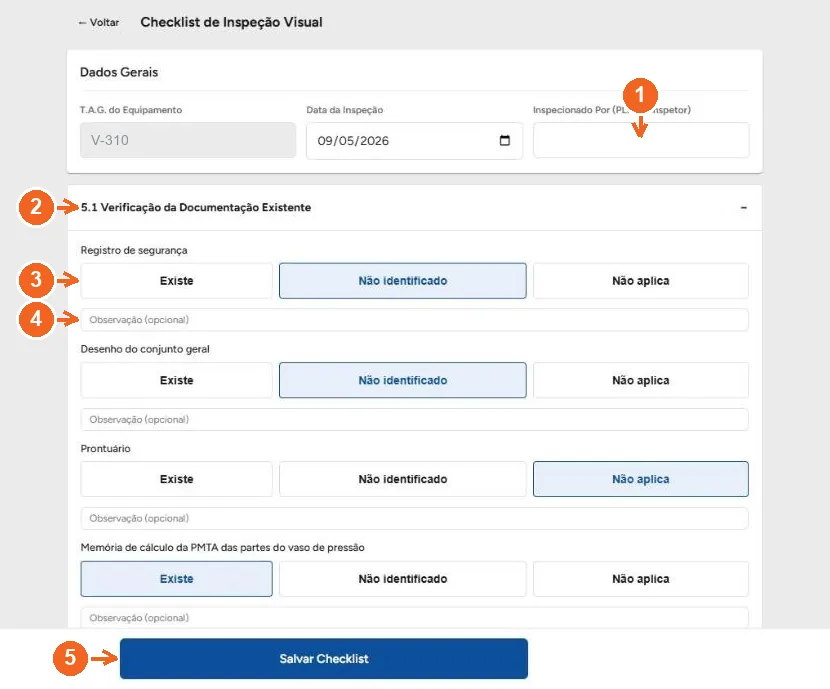 ← Voltar Checklist de Inspeção Visual
Dados Gerais
1
T.A.G. do Equipamento Data da Inspeção Inspecionado Por (PL. nspetor)
V-310 09/05/2026
2 5.1 Verificação da Documentação Existente −
Registro de segurança
3 Existe Não identificado Não aplica
4 Observação (opcional)
Desenho do conjunto geral
Existe Não identificado Não aplica
Observação (opcional)
Prontuário
Existe Não identificado Não aplica
Observação (opcional)
Memória de cálculo da PMTA das partes do vaso de pressão
Existe Não identificado Não aplica
Observação (opcional)
5 Salvar Checklist